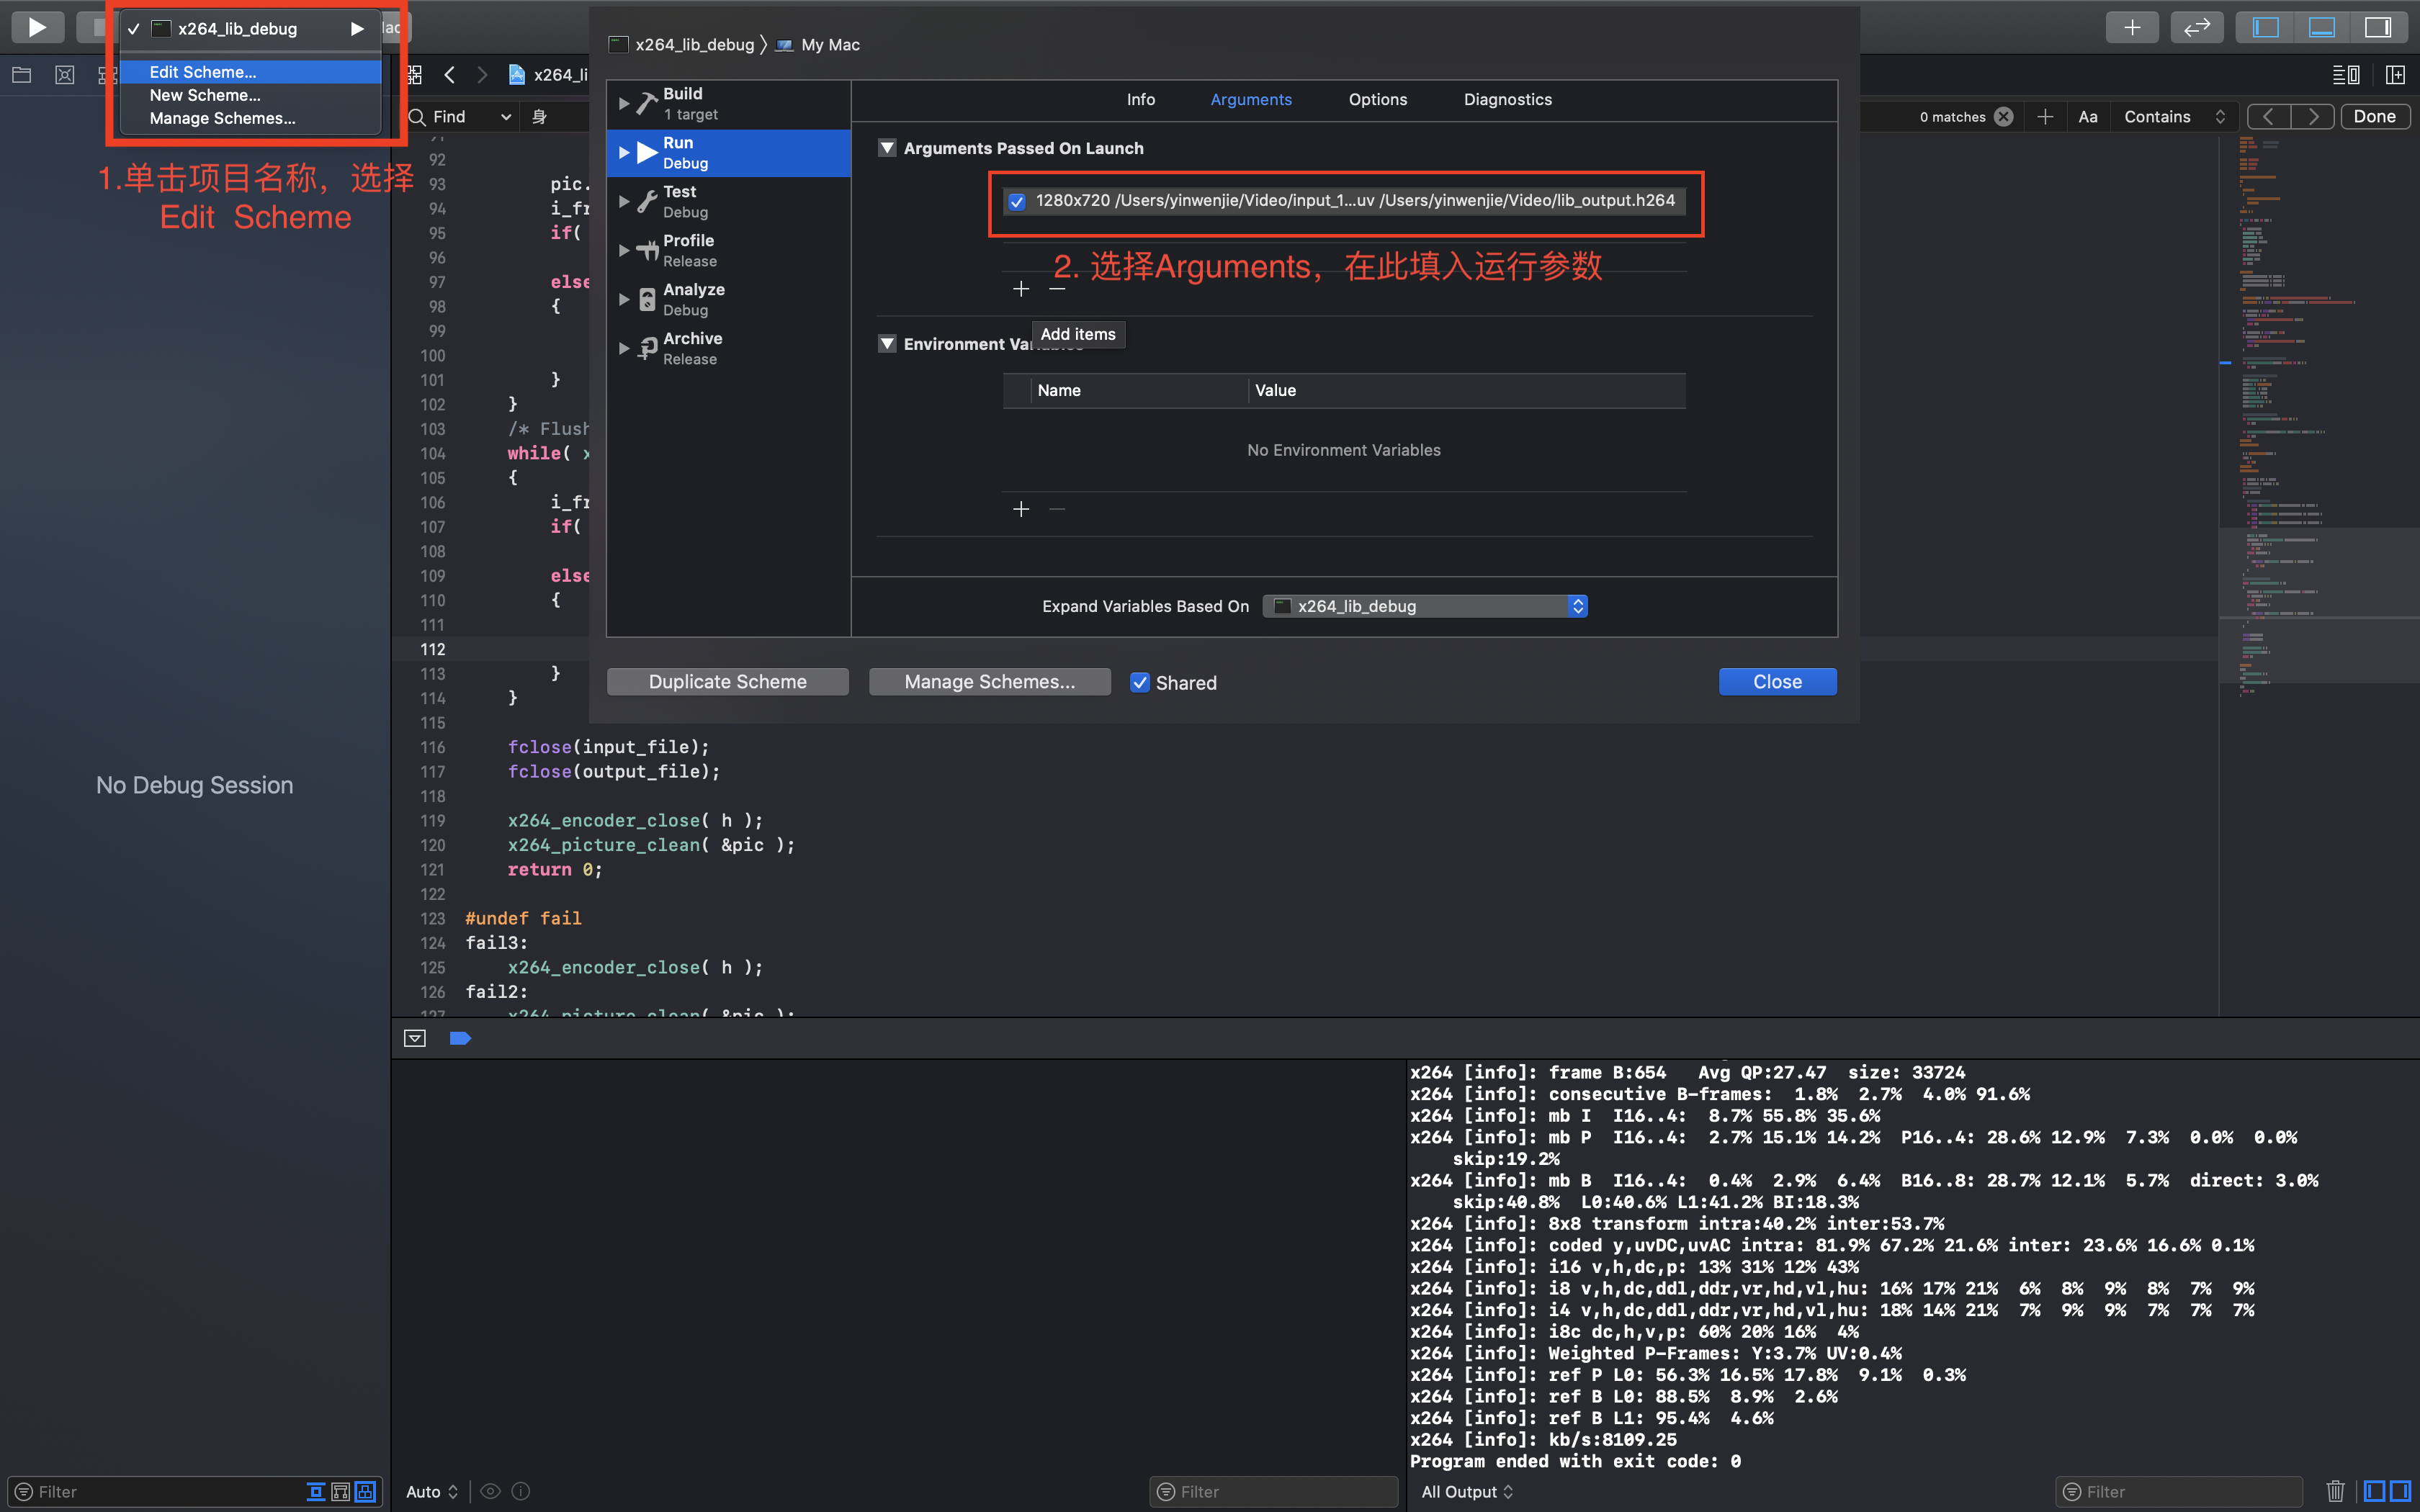 x264_lib_debug
Edit Scheme...
New Scheme...
Manage Schemes...
1.单击项目名称，选择
Edit Scheme
No Debug Session
Filter
x264_li
Find
身
0 matches
Aa
Contains
Done
x264_lib_debug
My Mac
Build
1 target
Run
Debug
Test
Debug
Profile
Release
Analyze
Debug
Archive
Release
Info
Arguments
Options
Diagnostics
Arguments Passed On Launch
1280x720 /Users/yinwenjie/Video/input_1...uv /Users/yinwenjie/Video/lib_output.h264
2. 选择Arguments，在此填入运行参数
Add items
Environment
Name
Value
No Environment Variables
Expand Variables Based On
x264_lib_debug
Duplicate Scheme
Manage Schemes...
Shared
Close
92
93 pic.
94 i_fr
95 if(
96
97 else
98 {
99
100
101 }
102 }
103 /* Flush
104 while( x
105 {
106 i_fr
107 if(
108
109 else
110 {
111
112
113 }
114 }
115
116 fclose(input_file);
117 fclose(output_file);
118
119 x264_encoder_close( h );
120 x264_picture_clean( &pic );
121 return 0;
122
123 #undef fail
124 fail3:
125 x264_encoder_close( h );
126 fail2:
127 x264_picture_clean( &pic );
Auto
Filter
x264 [info]: frame B:654 Avg QP:27.47 size: 33724
x264 [info]: consecutive B-frames: 1.8% 2.7% 4.0% 91.6%
x264 [info]: mb I I16..4: 8.7% 55.8% 35.6%
x264 [info]: mb P I16..4: 2.7% 15.1% 14.2% P16..4: 28.6% 12.9% 7.3% 0.0% 0.0%
skip:19.2%
x264 [info]: mb B I16..4: 0.4% 2.9% 6.4% B16..8: 28.7% 12.1% 5.7% direct: 3.0%
skip:40.8% L0:40.6% L1:41.2% BI:18.3%
x264 [info]: 8x8 transform intra:40.2% inter:53.7%
x264 [info]: coded y,uvDC,uvAC intra: 81.9% 67.2% 21.6% inter: 23.6% 16.6% 0.1%
x264 [info]: i16 v,h,dc,p: 13% 31% 12% 43%
x264 [info]: i8 v,h,dc,ddl,ddr,vr,hd,vl,hu: 16% 17% 21% 6% 8% 9% 8% 7% 9%
x264 [info]: i4 v,h,dc,ddl,ddr,vr,hd,vl,hu: 18% 14% 21% 7% 9% 9% 7% 7% 7%
x264 [info]: i8c dc,h,v,p: 60% 20% 16% 4%
x264 [info]: Weighted P-Frames: Y:3.7% UV:0.4%
x264 [info]: ref P L0: 56.3% 16.5% 17.8% 9.1% 0.3%
x264 [info]: ref B L0: 88.5% 8.9% 2.6%
x264 [info]: ref B L1: 95.4% 4.6%
x264 [info]: kb/s:8109.25
Program ended with exit code: 0
All Output
Filter